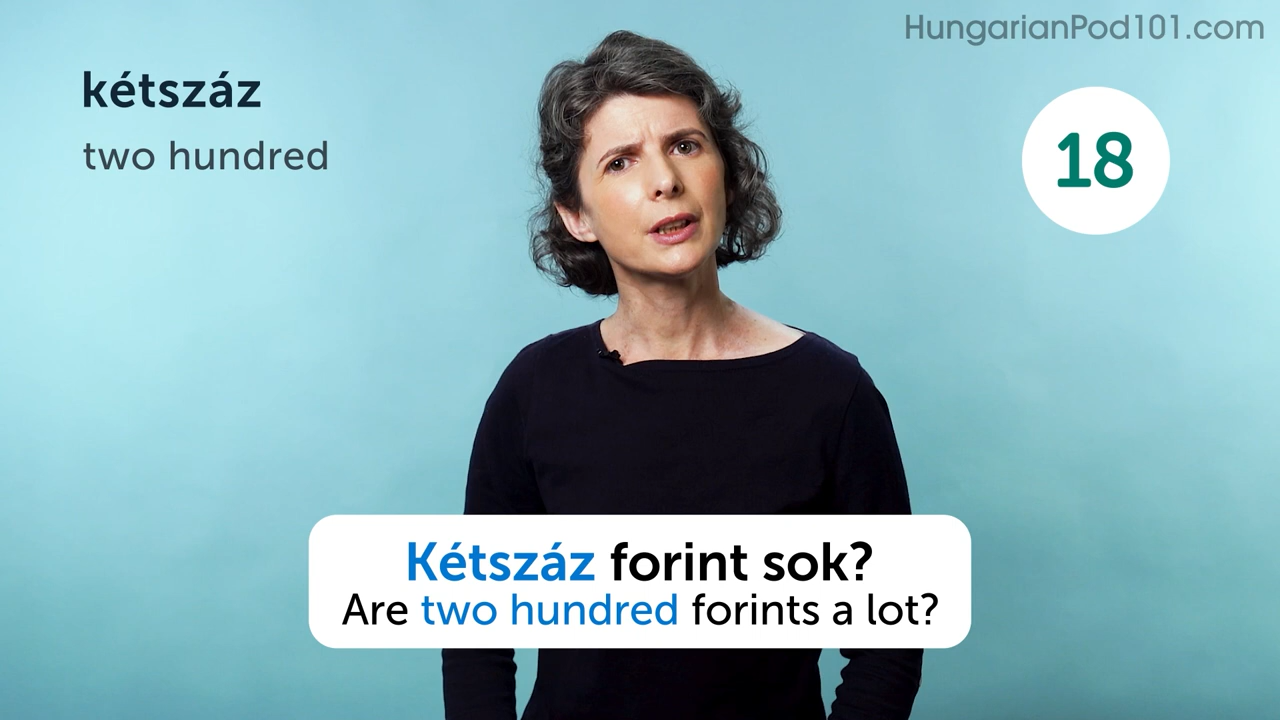 HungarianPod101.com
kétszáz
two hundred
18
Kétszáz forint sok?
Are two hundred forints a lot?